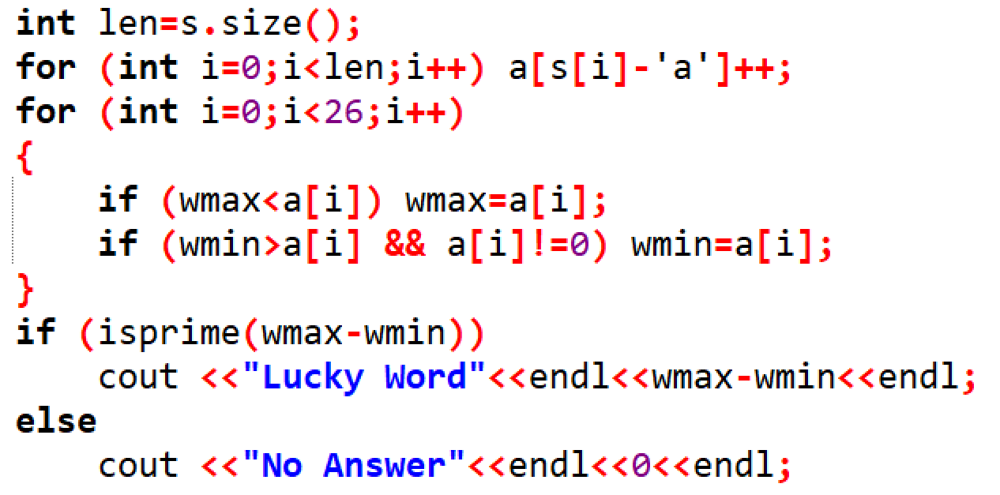 int len=s.size();
for (int i=0;i<len;i++) a[s[i]-'a']++;
for (int i=0;i<26;i++)
{
    if (wmax<a[i]) wmax=a[i];
    if (wmin>a[i] && a[i]!=0) wmin=a[i];
}
if (isprime(wmax-wmin))
    cout <<"Lucky Word"<<endl<<wmax-wmin<<endl;
else
    cout <<"No Answer"<<endl<<0<<endl;